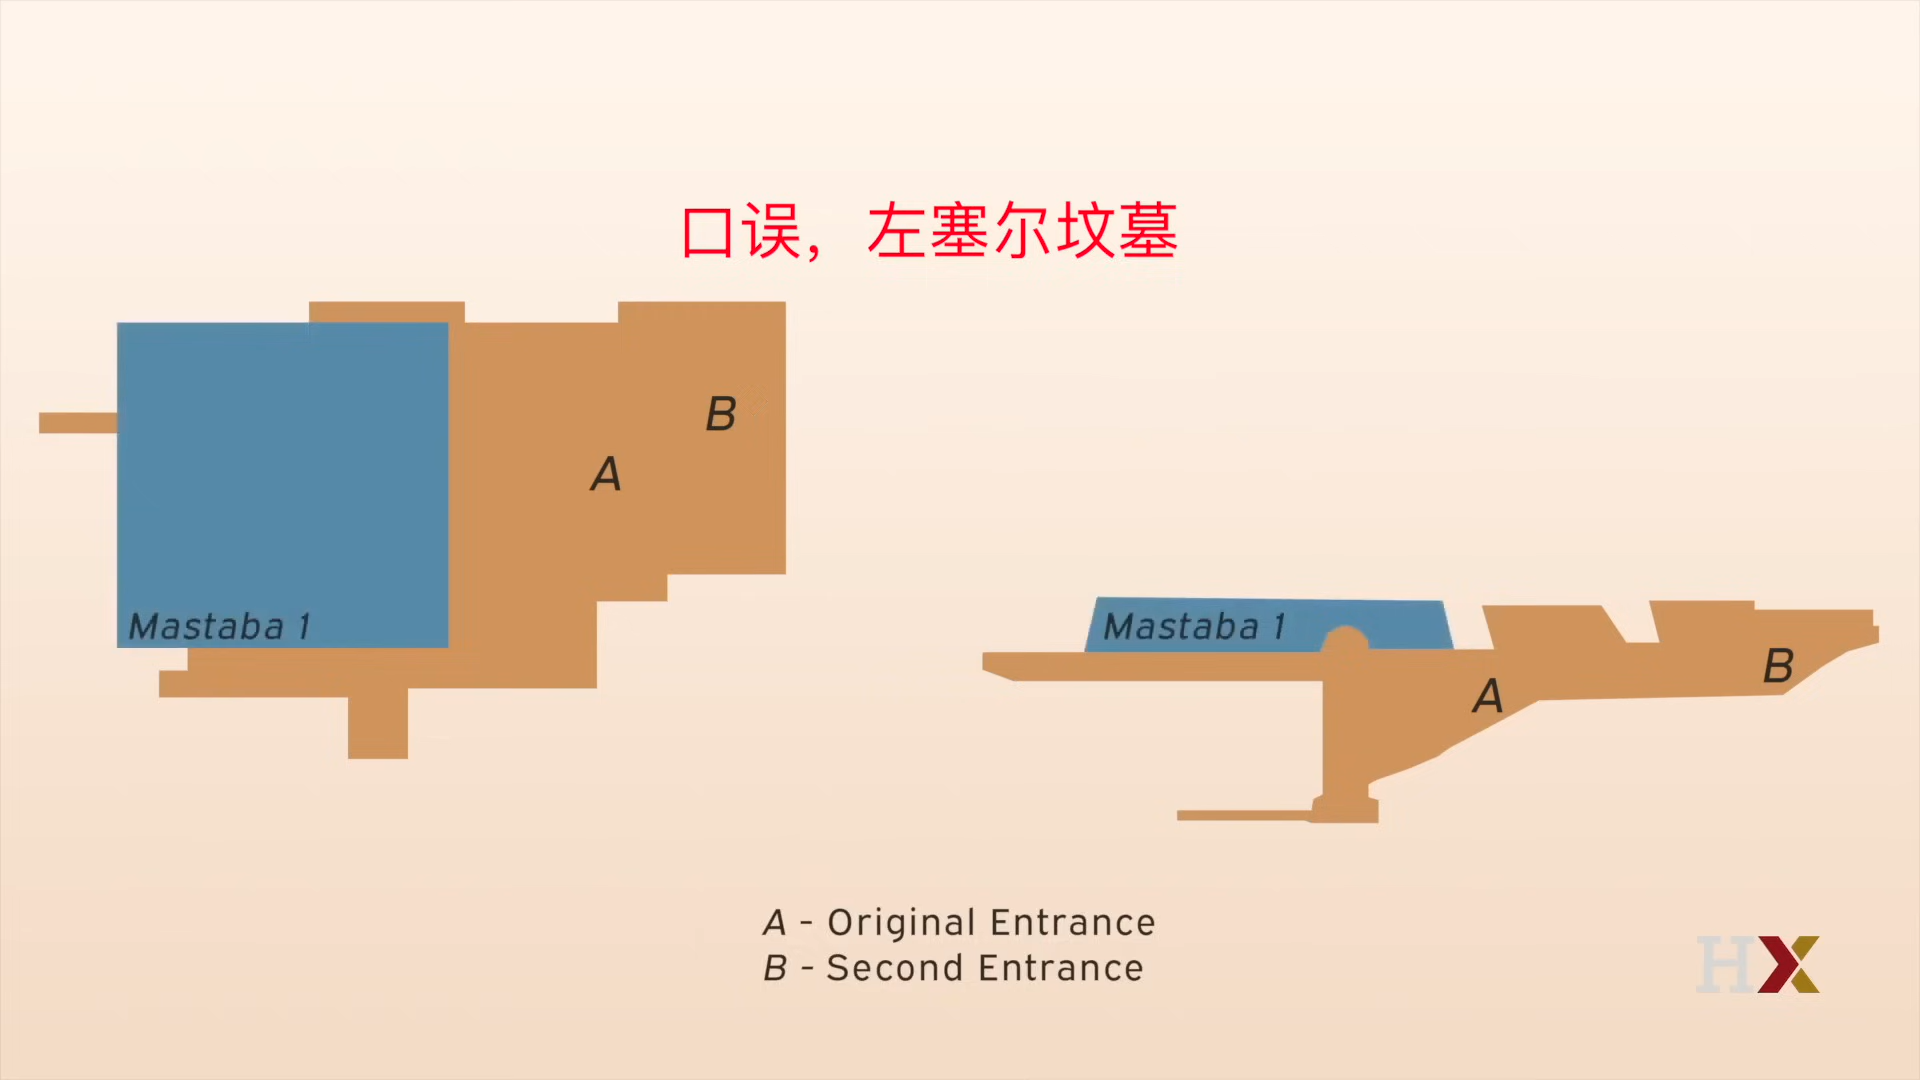 口误，左塞尔坟墓
B
A
Mastaba 1
Mastaba 1
B
A
A - Original Entrance
B - Second Entrance
HX